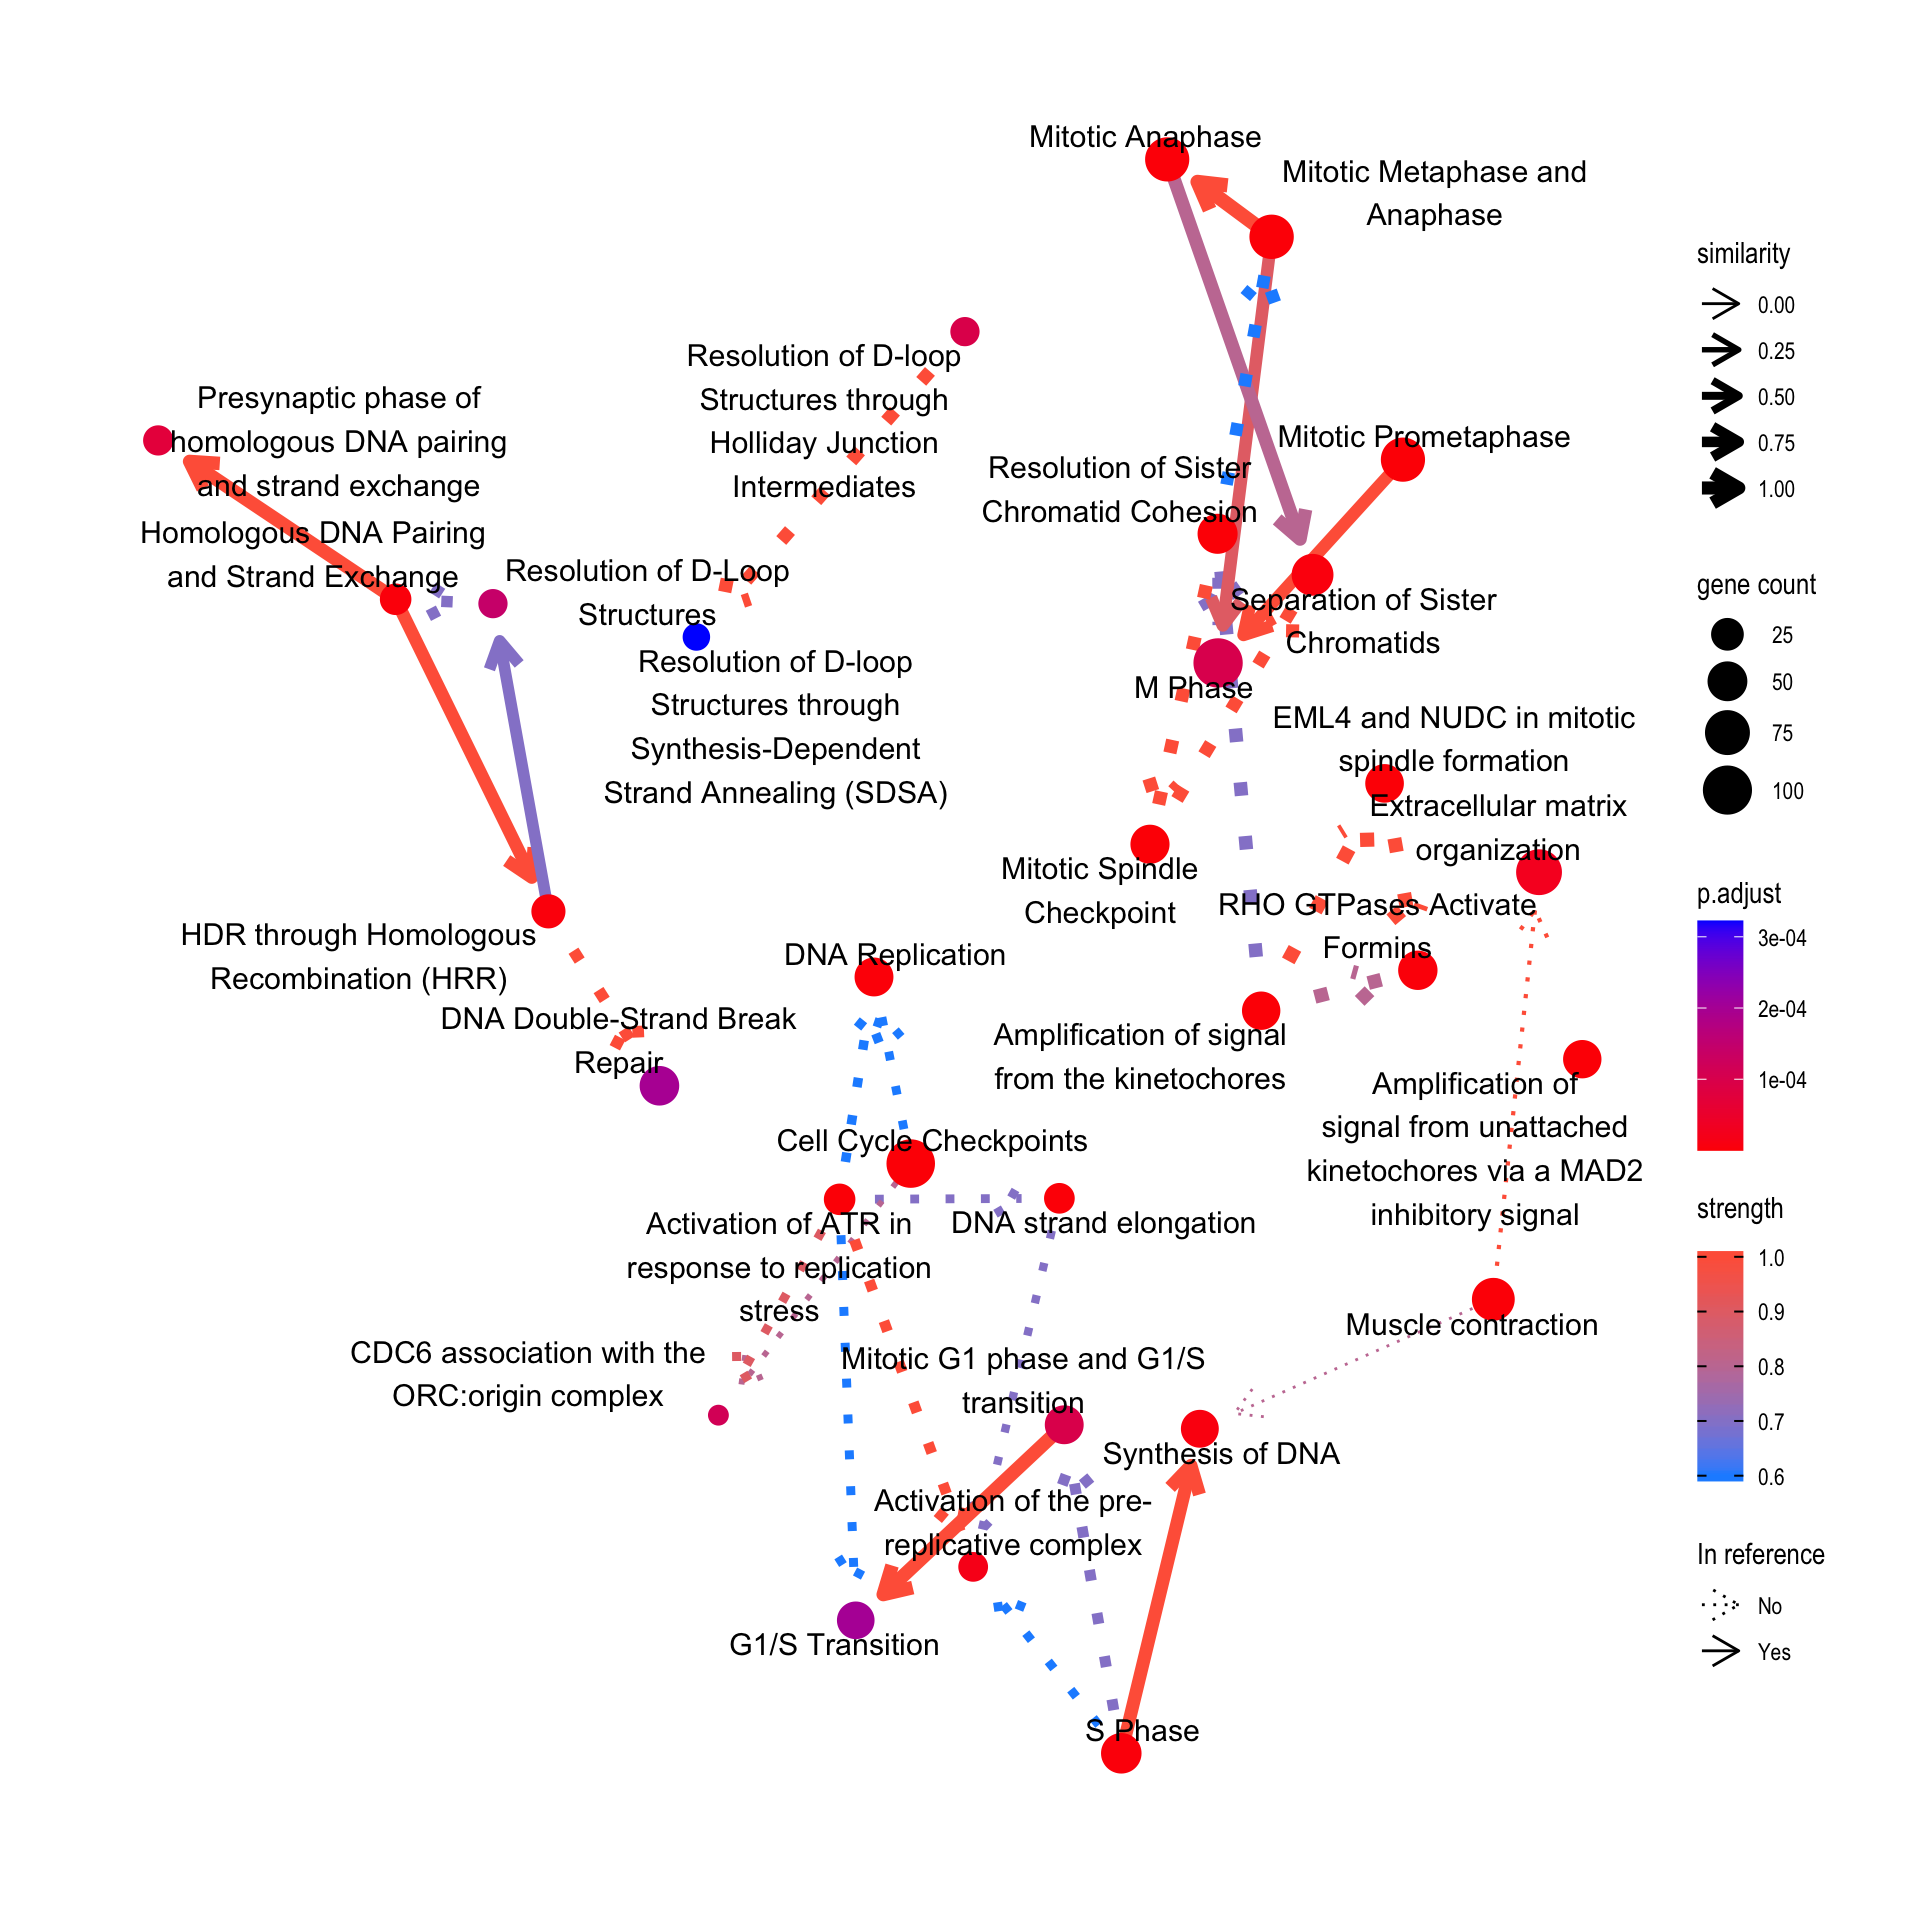 Mitotic Anaphase
Mitotic Metaphase and
Anaphase
Resolution of D-loop
Structures through
Holliday Junction
Intermediates
Presynaptic phase of
homologous DNA pairing
and strand exchange
Homologous DNA Pairing
and Strand Exchange
Resolution of D-Loop
Structures
Resolution of D-loop
Structures through
Synthesis-Dependent
Strand Annealing (SDSA)
Mitotic Prometaphase
Resolution of Sister
Chromatid Cohesion
Separation of Sister
Chromatids
M Phase
EML4 and NUDC in mitotic
spindle formation
Extracellular matrix
organization
Mitotic Spindle
Checkpoint
RHO GTPases Activate
Formins
HDR through Homologous
Recombination (HRR)
DNA Replication
DNA Double-Strand Break
Repair
Amplification of signal
from the kinetochores
Amplification of
signal from unattached
kinetochores via a MAD2
inhibitory signal
Cell Cycle Checkpoints
Activation of ATR in
response to replication
stress
DNA strand elongation
CDC6 association with the
ORC:origin complex
Muscle contraction
Mitotic G1 phase and G1/S
transition
Synthesis of DNA
Activation of the pre-
replicative complex
G1/S Transition
S Phase
similarity
0.00
0.25
0.50
0.75
1.00
gene count
25
50
75
100
p.adjust
3e-04
2e-04
1e-04
strength
1.0
0.9
0.8
0.7
0.6
In reference
No
Yes